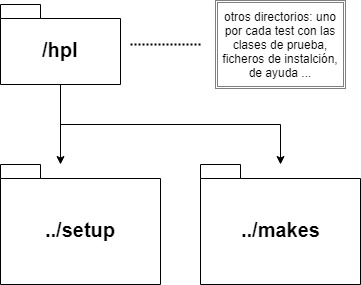 /hpl
otros directorios: uno
por cada test con las
clases de prueba,
ficheros de instalción,
de ayuda ...
../setup
../makes